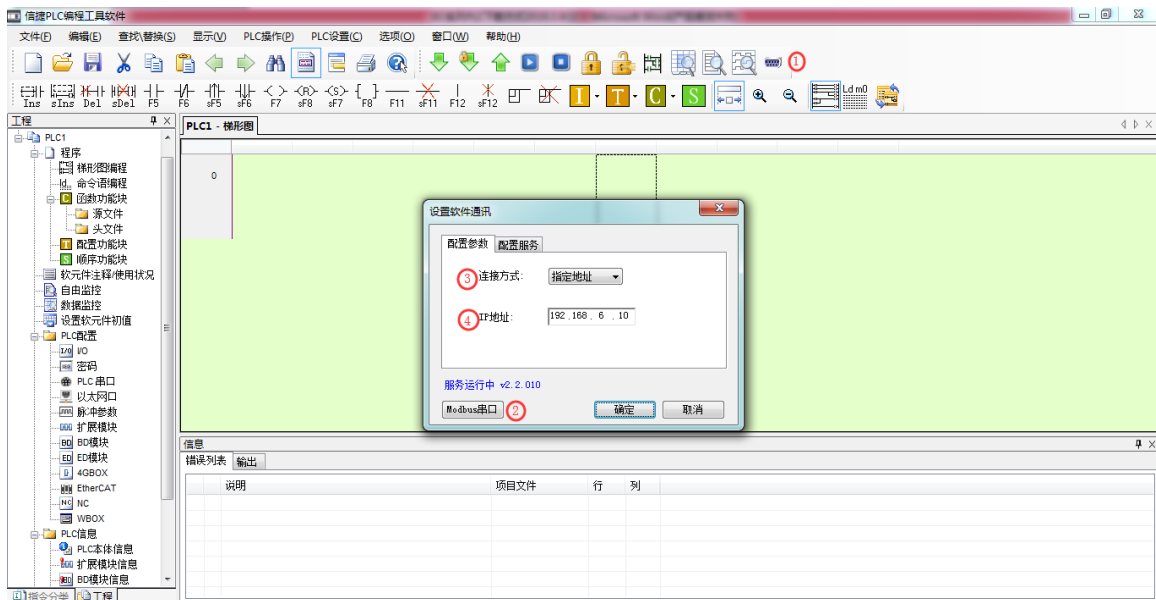 信捷PLC编程工具软件
文件(F) 编辑(E) 查找\替换(S) 显示(V) PLC操作(P) PLC设置(C) 选项(O) 窗口(W) 帮助(H)
①
Ins sIns Del sDel F5 F6 sF5 sF6 F7 sF8 sF7 F8 F11 sF11 F12 sF12 I T C S Ld m0
工程
PLC1 - 梯形图
PLC1
程序
梯形图编程
命令语编程
函数功能块
源文件
头文件
配置功能块
顺序功能块
软元件注释/使用状况
自由监控
数据监控
设置软元件初值
PLC配置
I/O
密码
PLC 串口
以太网口
脉冲参数
扩展模块
BD模块
ED模块
4GBOX
EtherCAT
NC
WBOX
PLC信息
PLC本体信息
扩展模块信息
BD模块信息
指令分类 工程
0
设置软件通讯
配置参数 配置服务
③ 连接方式: 指定地址
④ IP地址: 192 .168 . 6 . 10
服务运行中 v2.2.010
Modbus串口 ② 确定 取消
信息
错误列表 输出
说明 项目文件 行 列